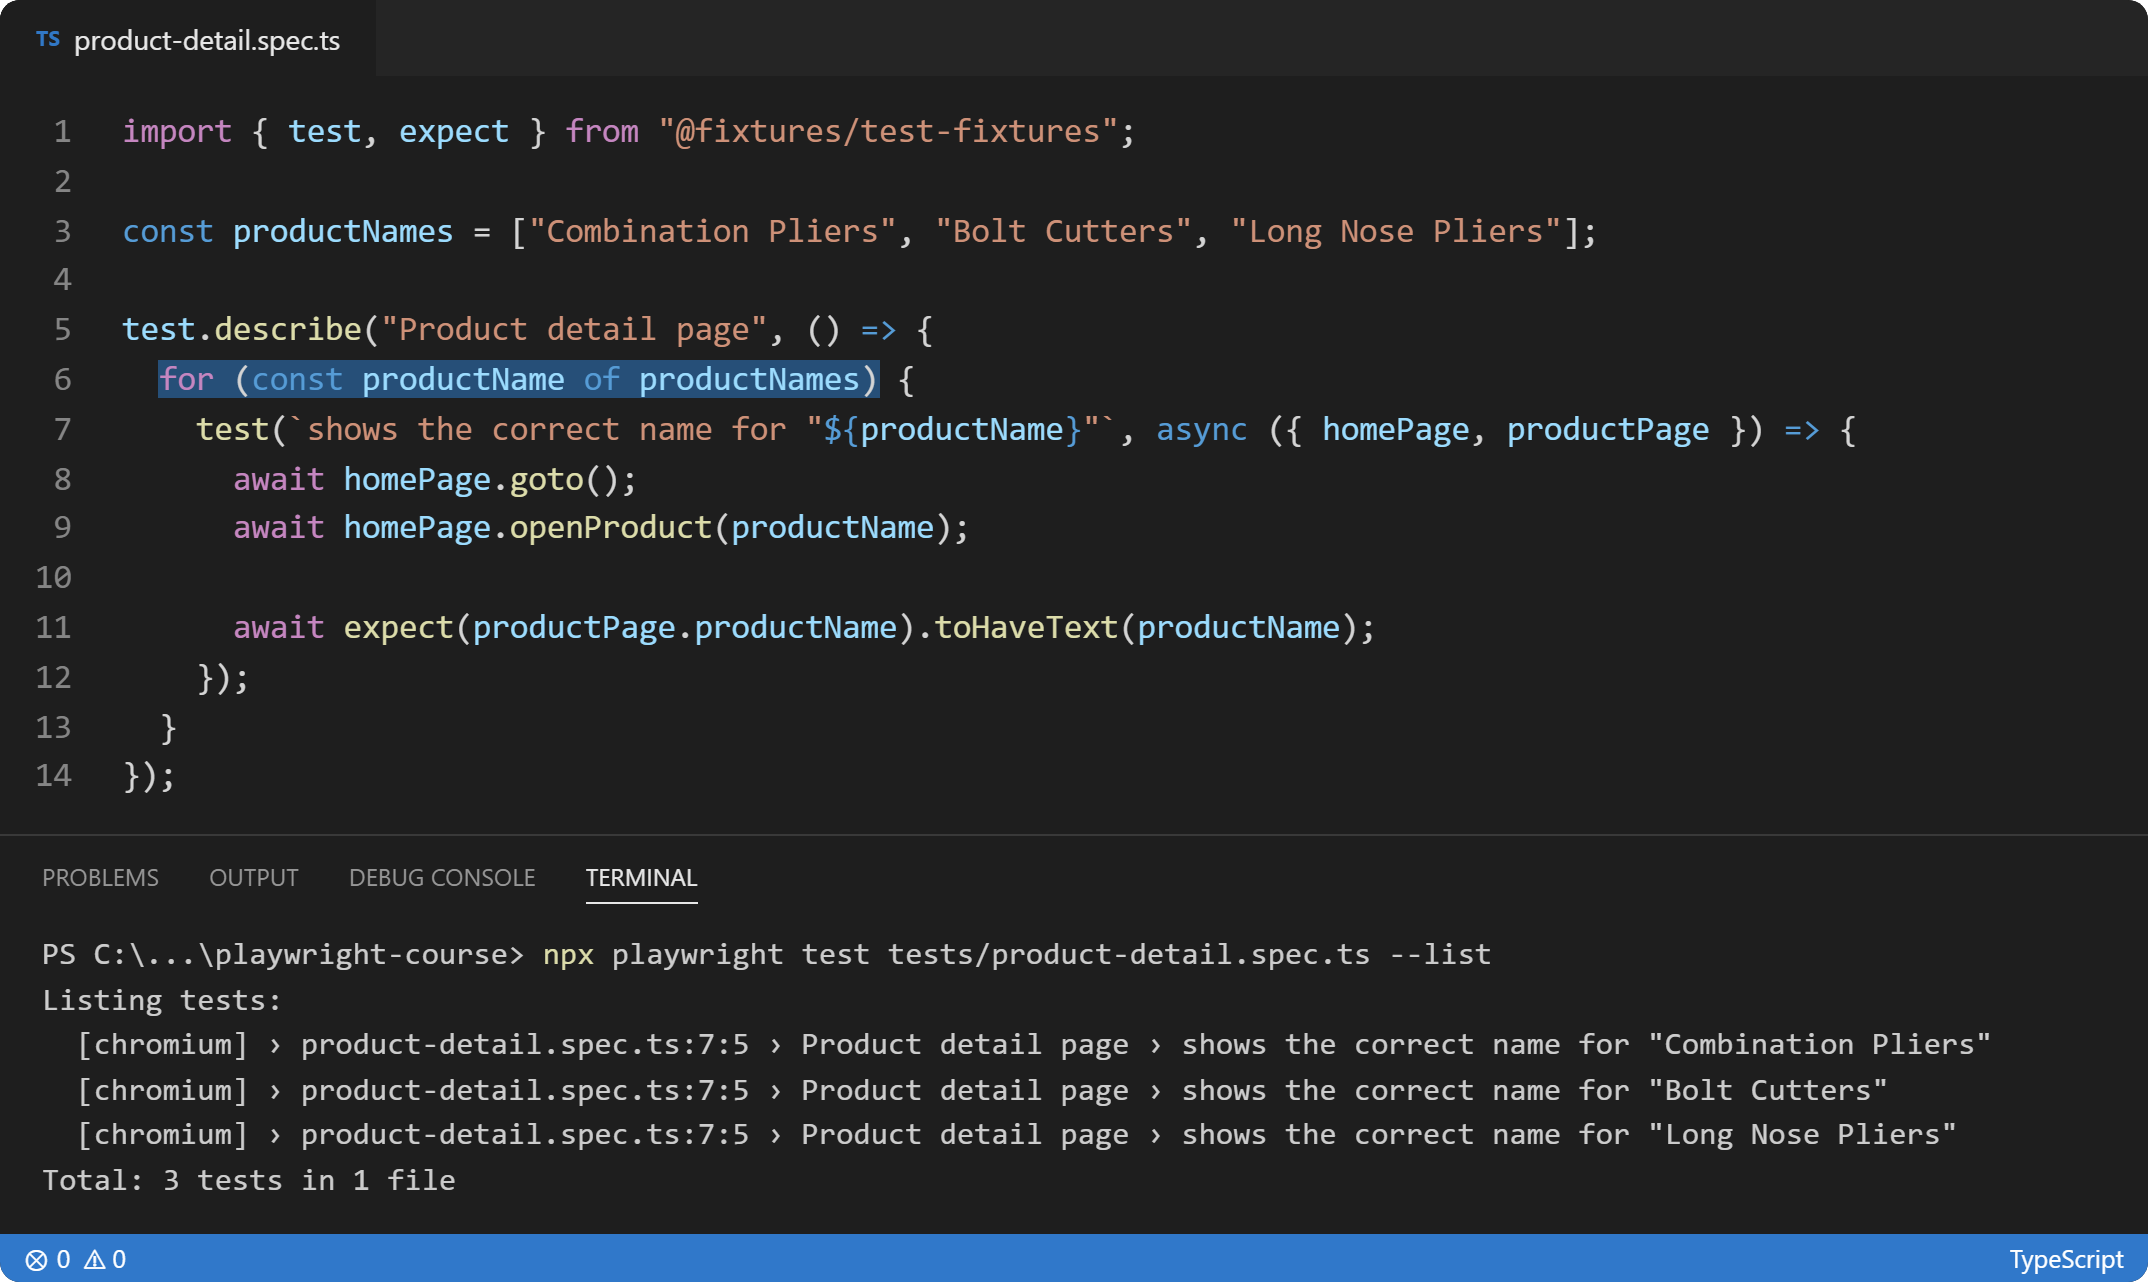 TS product-detail.spec.ts
1 import { test, expect } from "@fixtures/test-fixtures";
2
3 const productNames = ["Combination Pliers", "Bolt Cutters", "Long Nose Pliers"];
4
5 test.describe("Product detail page", () => {
6   for (const productName of productNames) {
7     test(`shows the correct name for "${productName}"`, async ({ homePage, productPage }) => {
8       await homePage.goto();
9       await homePage.openProduct(productName);
10
11       await expect(productPage.productName).toHaveText(productName);
12     });
13   }
14 });
PROBLEMS OUTPUT DEBUG CONSOLE TERMINAL
PS C:\...\playwright-course> npx playwright test tests/product-detail.spec.ts --list
Listing tests:
  [chromium] › product-detail.spec.ts:7:5 › Product detail page › shows the correct name for "Combination Pliers"
  [chromium] › product-detail.spec.ts:7:5 › Product detail page › shows the correct name for "Bolt Cutters"
  [chromium] › product-detail.spec.ts:7:5 › Product detail page › shows the correct name for "Long Nose Pliers"
Total: 3 tests in 1 file
0 0 TypeScript